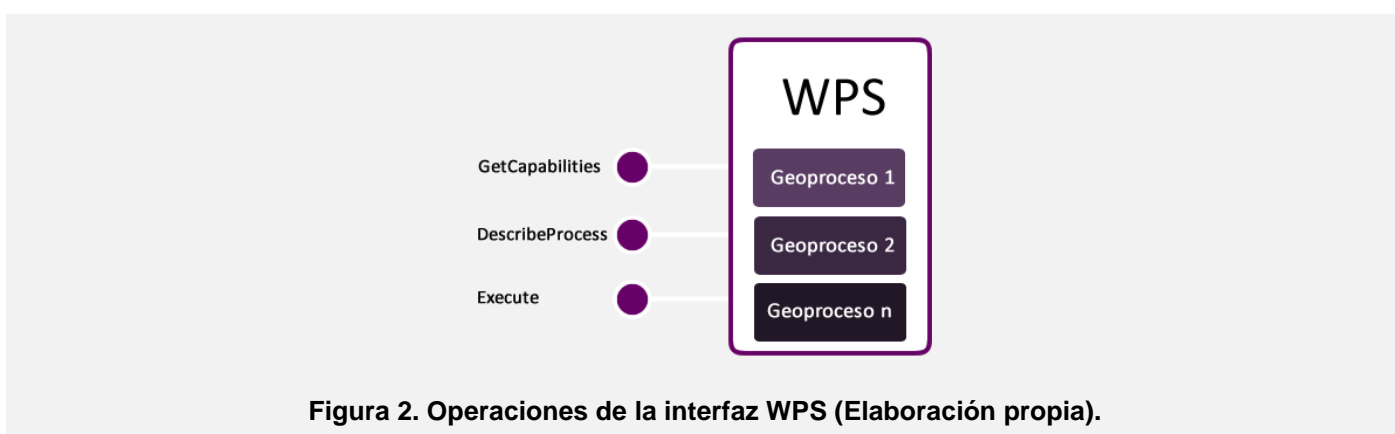 WPS
GetCapabilities
Geoproceso 1
DescribeProcess
Geoproceso 2
Execute
Geoproceso n
Figura 2. Operaciones de la interfaz WPS (Elaboración propia).